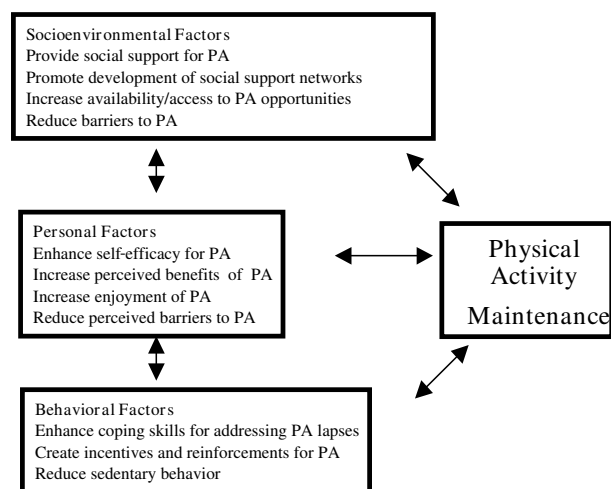 Socioenvironmental Factors
Provide social support for PA
Promote development of social support networks
Increase availability/access to PA opportunities
Reduce barriers to PA
Personal Factors
Enhance self-efficacy for PA
Increase perceived benefits of PA
Increase enjoyment of PA
Reduce perceived barriers to PA
Physical
Activity
Maintenance
Behavioral Factors
Enhance coping skills for addressing PA lapses
Create incentives and reinforcements for PA
Reduce sedentary behavior